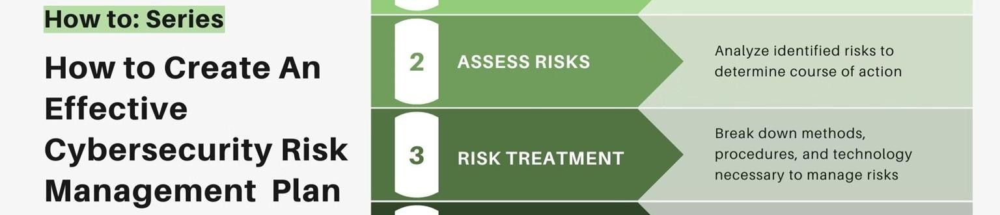 How to: Series
How to Create An
Effective
Cybersecurity Risk
Management Plan
2
ASSESS RISKS
Analyze identified risks to
determine course of action
3
RISK TREATMENT
Break down methods,
procedures, and technology
necessary to manage risks